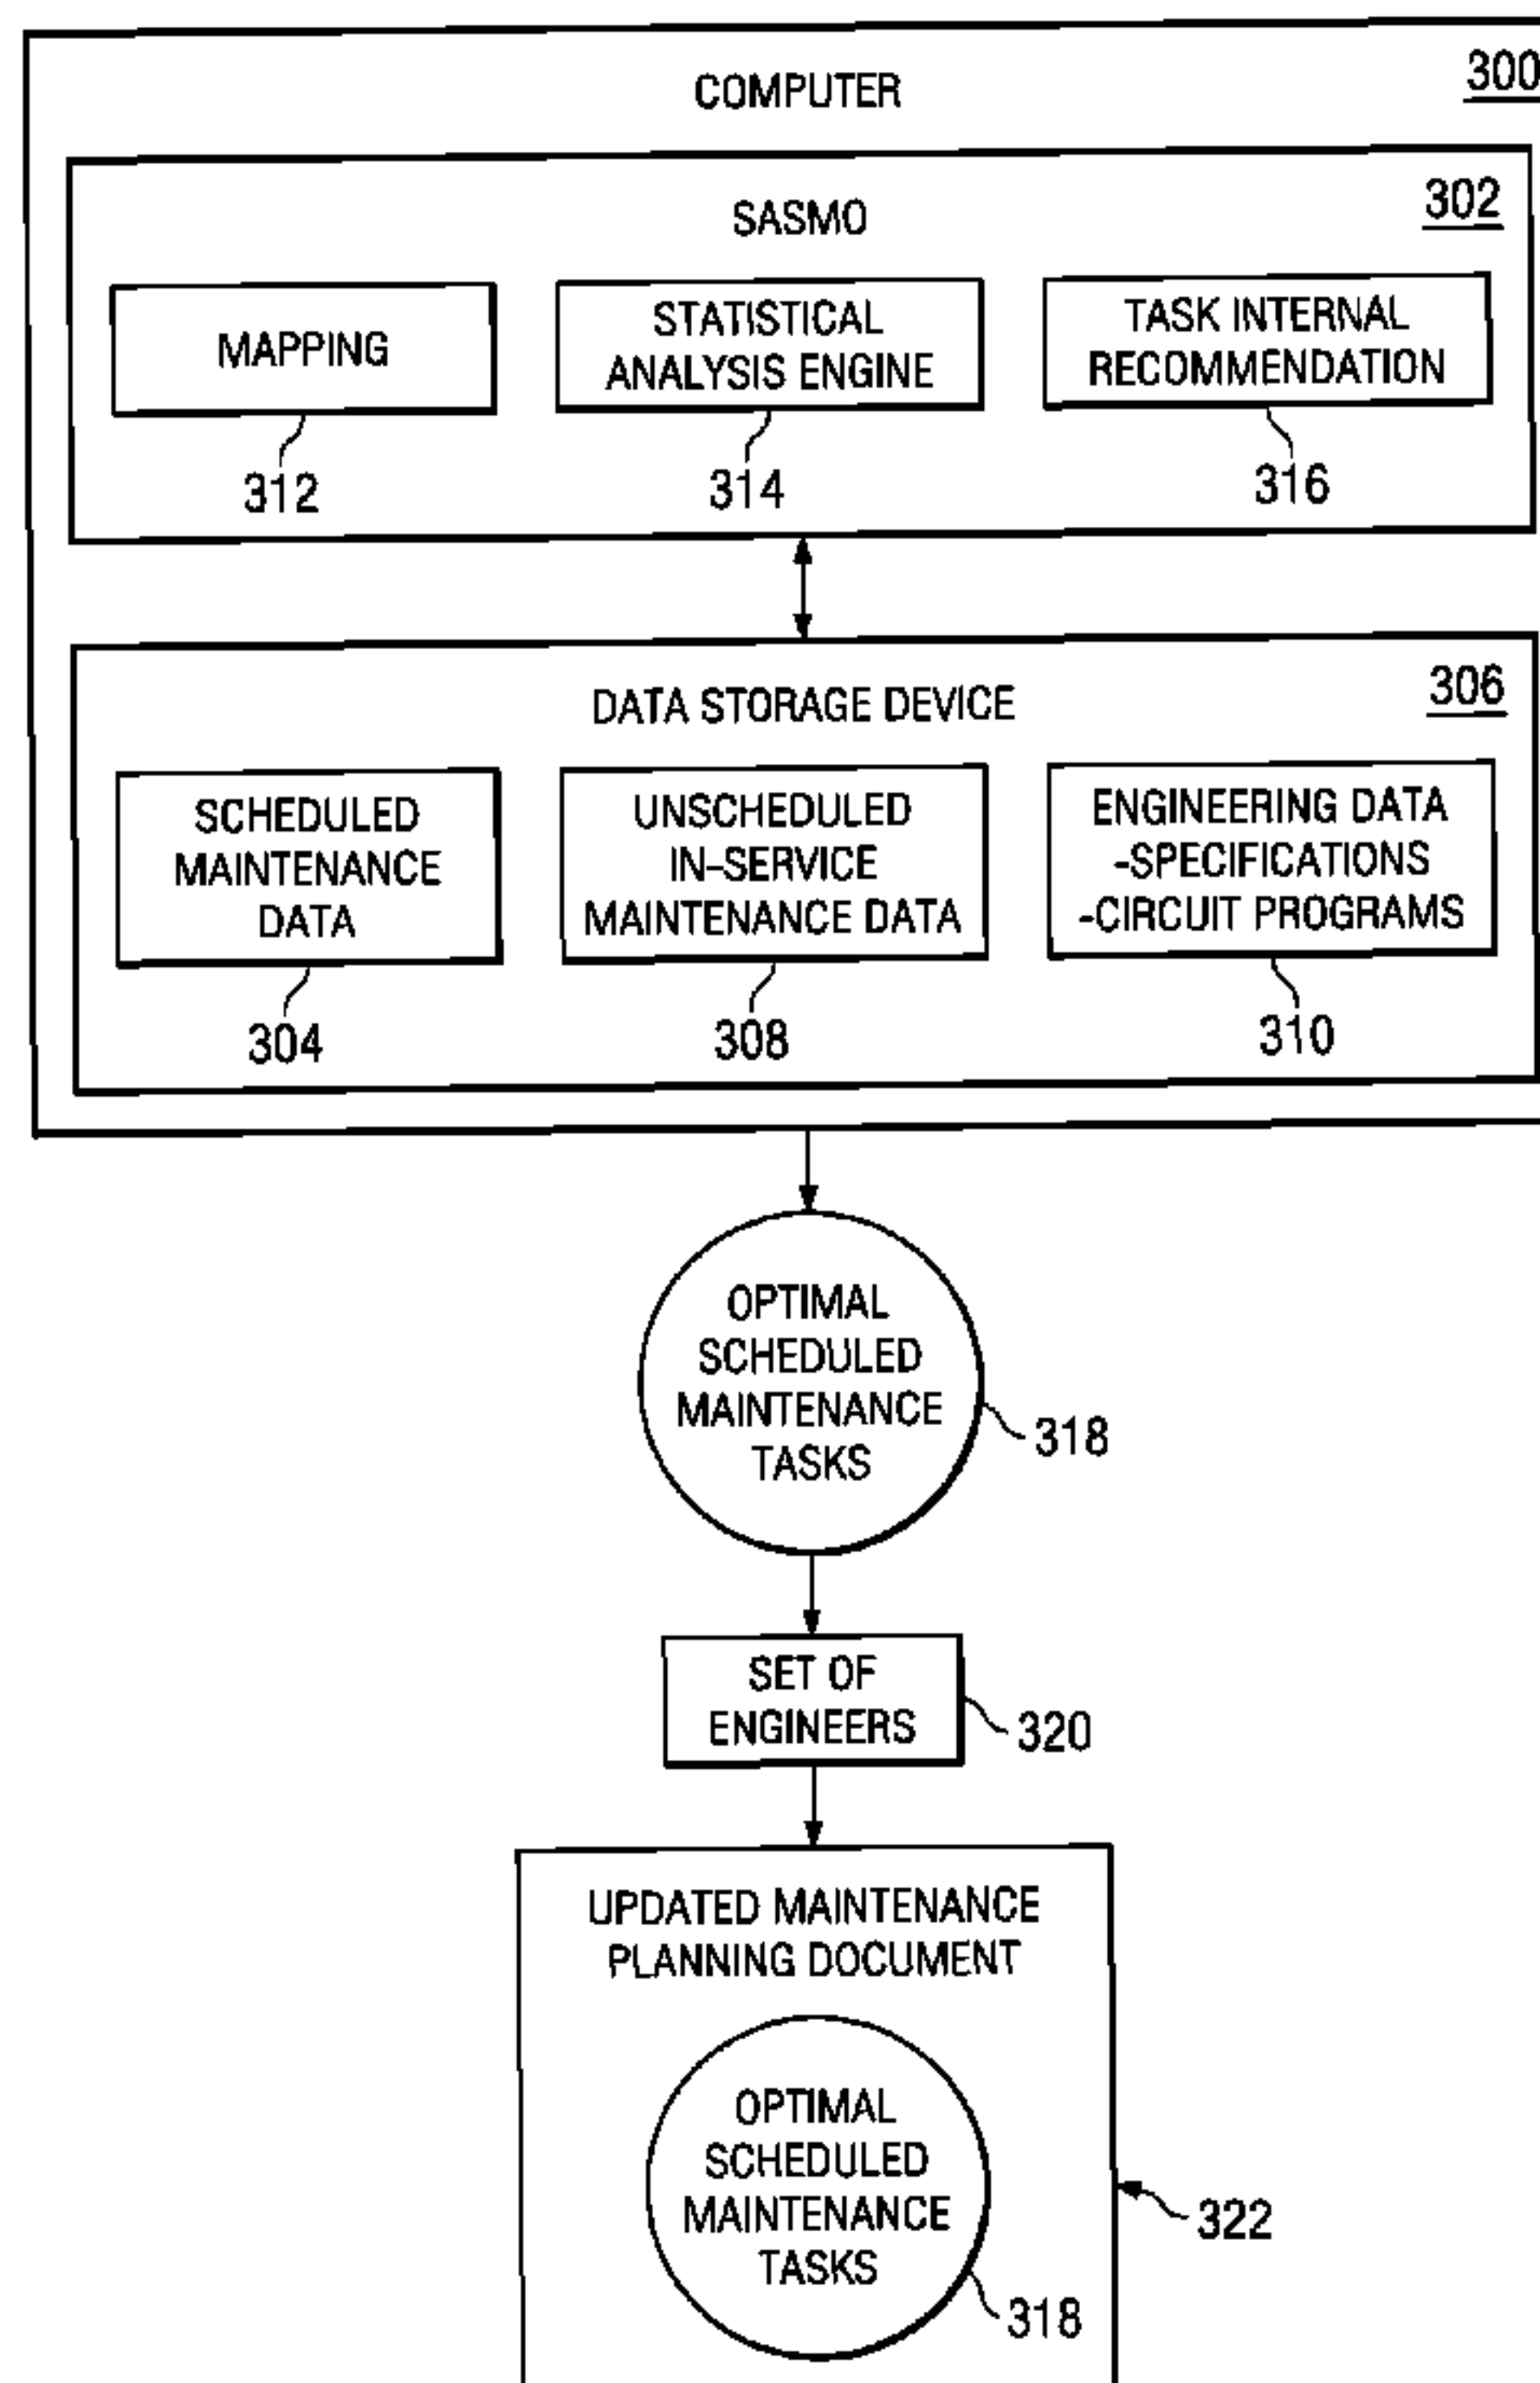 COMPUTER
300
SASMO
302
MAPPING
STATISTICAL
ANALYSIS ENGINE
TASK INTERNAL
RECOMMENDATION
312
314
316
DATA STORAGE DEVICE
306
SCHEDULED
MAINTENANCE
DATA
UNSCHEDULED
IN-SERVICE
MAINTENANCE DATA
ENGINEERING DATA
-SPECIFICATIONS
-CIRCUIT PROGRAMS
304
308
310
OPTIMAL
SCHEDULED
MAINTENANCE
TASKS
318
SET OF
ENGINEERS
320
UPDATED MAINTENANCE
PLANNING DOCUMENT
OPTIMAL
SCHEDULED
MAINTENANCE
TASKS
322
318